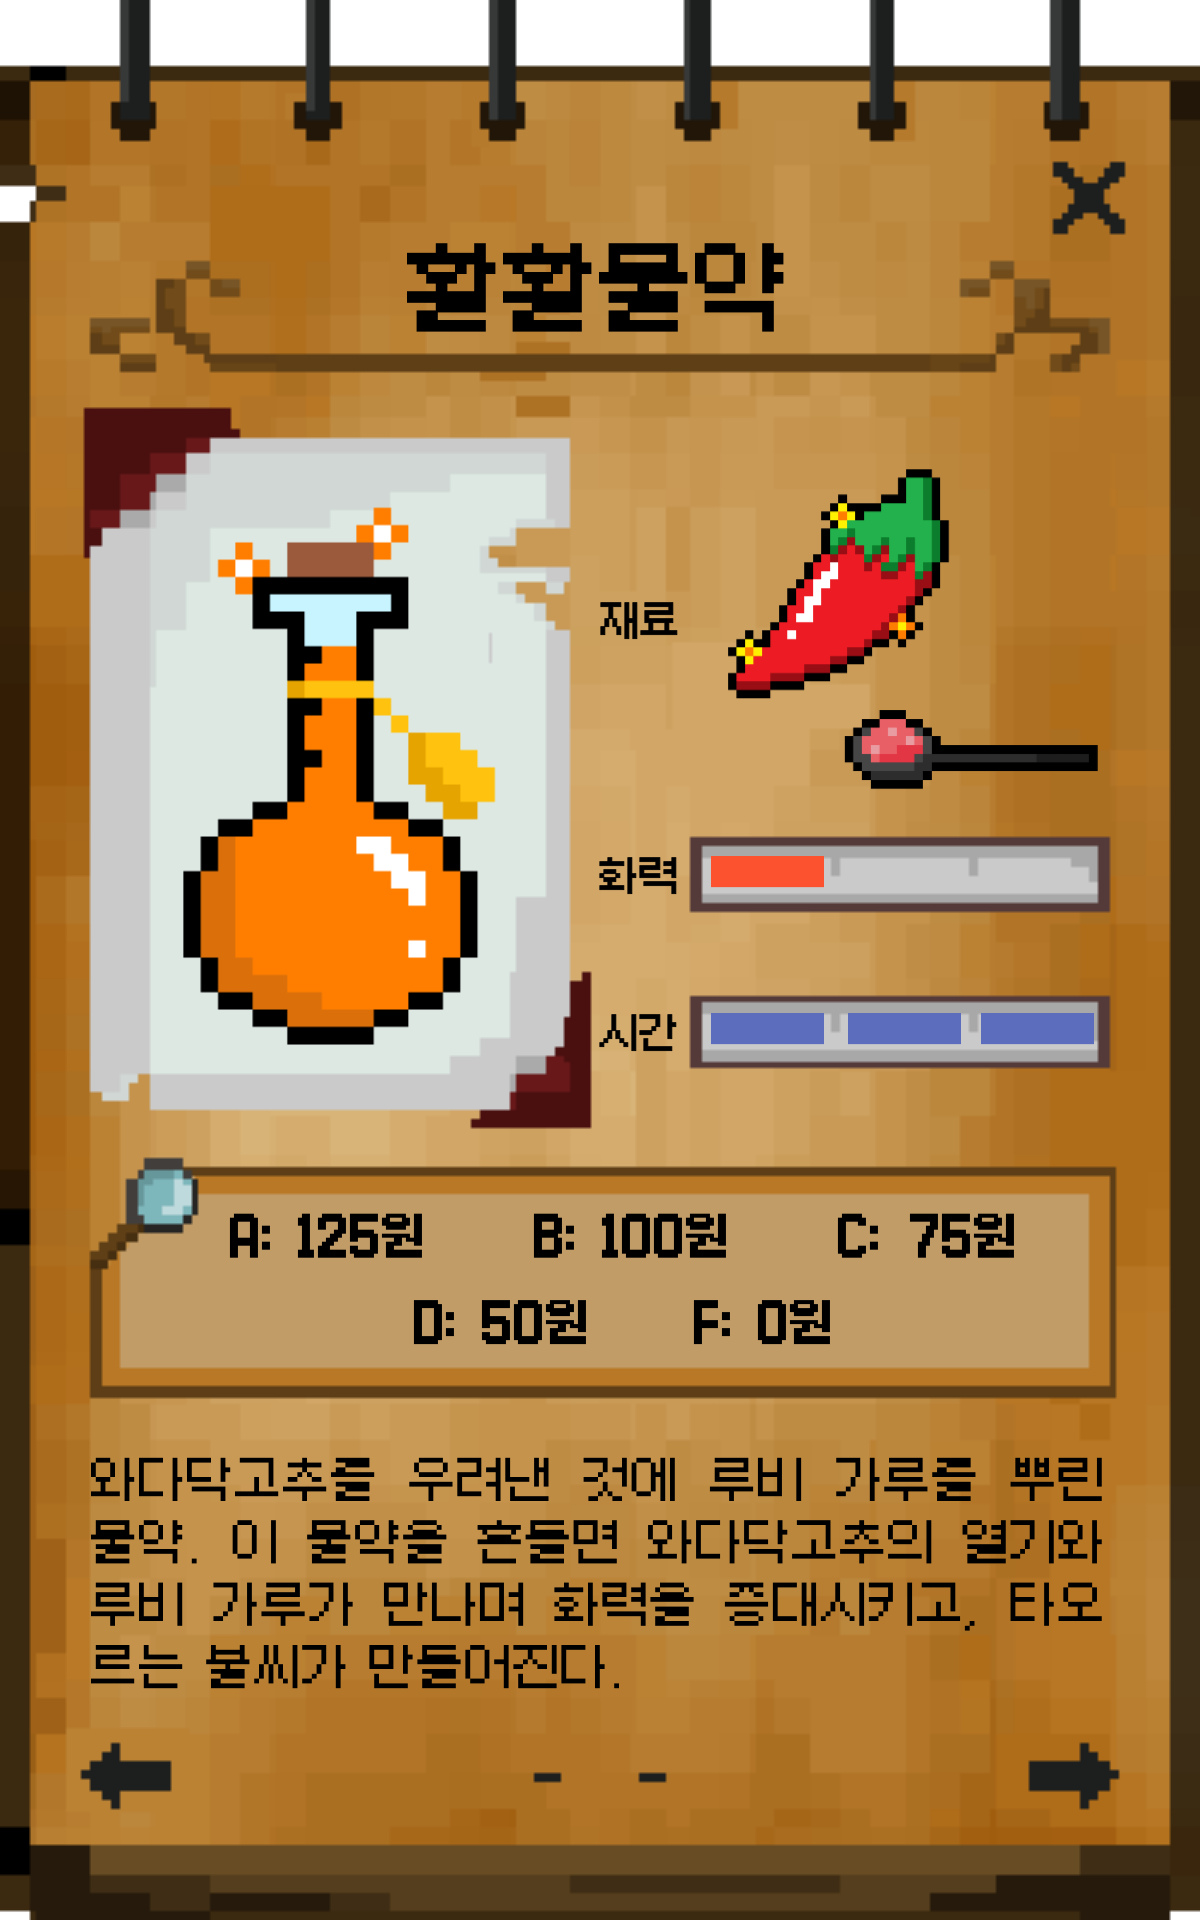 환환물약
재료
화력
시간
A: 125원 B: 100원 C: 75원
D: 50원 F: 0원
와다닥고추를 우려낸 것에 루비 가루를 뿌린
물약. 이 물약을 흔들면 와다닥고추의 열기와
루비 가루가 만나며 화력을 증대시키고, 타오
르는 불씨가 만들어진다.
- -